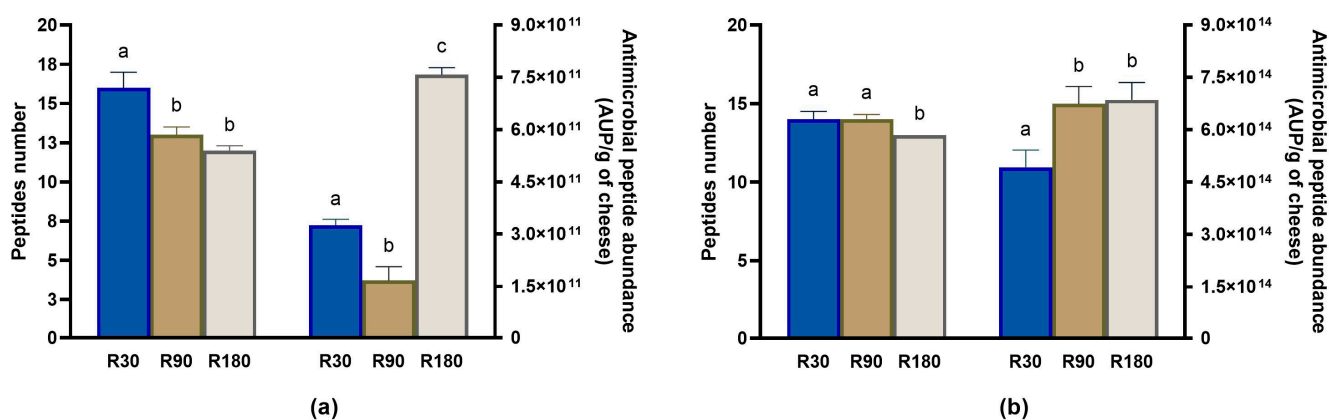 20
18
15
13
10
8
5
3
0
Peptides number
a
b
b
a
b
c
9.0×10¹¹
7.5×10¹¹
6.0×10¹¹
4.5×10¹¹
3.0×10¹¹
1.5×10¹¹
0
Antimicrobial peptide abundance
(AUP/g of cheese)
R30 R90 R180 R30 R90 R180
(a)
20
15
10
5
0
Peptides number
a
a
b
a
b
b
9.0×10¹⁴
7.5×10¹⁴
6.0×10¹⁴
4.5×10¹⁴
3.0×10¹⁴
1.5×10¹⁴
0
Antimicrobial peptide abundance
(AUP/g of cheese)
R30 R90 R180 R30 R90 R180
(b)